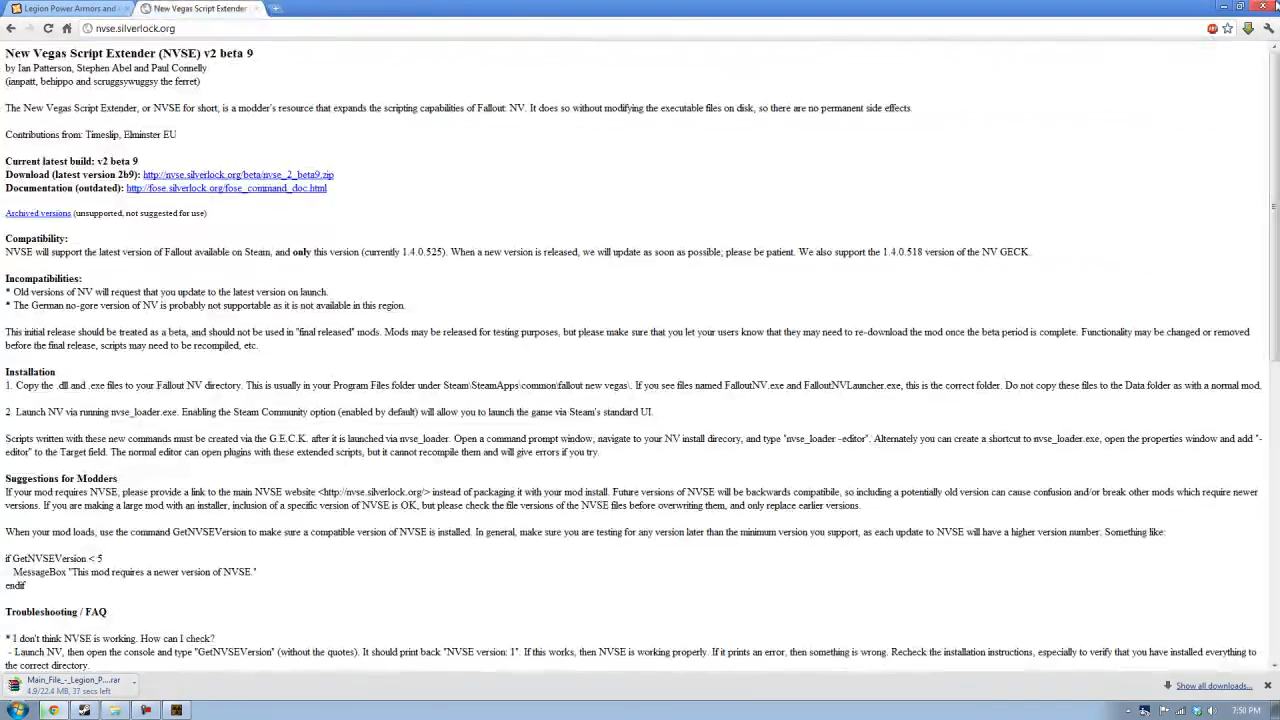 Legion Power Armors and
New Vegas Script Extender
nvse.silverlock.org
New Vegas Script Extender (NVSE) v2 beta 9
by Ian Patterson, Stephen Abel and Paul Connelly
(ianpatt, behippo and scruggsywuggsy the ferret)
The New Vegas Script Extender, or NVSE for short, is a modder's resource that expands the scripting capabilities of Fallout: NV. It does so without modifying the executable files on disk, so there are no permanent side effects.
Contributions from: Timeslip, Elminster EU
Current latest build: v2 beta 9
Download (latest version 2b9): http://nvse.silverlock.org/beta/nvse_2_beta9.zip
Documentation (outdated): http://fose.silverlock.org/fose_command_doc.html
Archived versions (unsupported, not suggested for use)
Compatibility:
NVSE will support the latest version of Fallout available on Steam, and only this version (currently 1.4.0.525). When a new version is released, we will update as soon as possible; please be patient. We also support the 1.4.0.518 version of the NV GECK.
Incompatibilities:
* Old versions of NV will request that you update to the latest version on launch.
* The German no-gore version of NV is probably not supportable as it is not available in this region.
This initial release should be treated as a beta, and should not be used in "final released" mods. Mods may be released for testing purposes, but please make sure that you let your users know that they may need to re-download the mod once the beta period is complete. Functionality may be changed or removed
before the final release, scripts may need to be recompiled, etc.
Installation
1. Copy the .dll and .exe files to your Fallout NV directory. This is usually in your Program Files folder under Steam\SteamApps\common\fallout new vegas\. If you see files named FalloutNV.exe and FalloutNVLauncher.exe, this is the correct folder. Do not copy these files to the Data folder as with a normal mod.
2. Launch NV via running nvse_loader.exe. Enabling the Steam Community option (enabled by default) will allow you to launch the game via Steam's standard UI.
Scripts written with these new commands must be created via the G.E.C.K. after it is launched via nvse_loader. Open a command prompt window, navigate to your NV install direcory, and type "nvse_loader -editor". Alternately you can create a shortcut to nvse_loader.exe, open the properties window and add "-
editor" to the Target field. The normal editor can open plugins with these extended scripts, but it cannot recompile them and will give errors if you try.
Suggestions for Modders
If your mod requires NVSE, please provide a link to the main NVSE website <http://nvse.silverlock.org/> instead of packaging it with your mod install. Future versions of NVSE will be backwards compatible, so including a potentially old version can cause confusion and/or break other mods which require newer
versions. If you are making a large mod with an installer, inclusion of a specific version of NVSE is OK, but please check the file versions of the NVSE files before overwriting them, and only replace earlier versions.
When your mod loads, use the command GetNVSEVersion to make sure a compatible version of NVSE is installed. In general, make sure you are testing for any version later than the minimum version you support, as each update to NVSE will have a higher version number. Something like:
if GetNVSEVersion < 5
MessageBox "This mod requires a newer version of NVSE."
endif
Troubleshooting / FAQ
* I don't think NVSE is working. How can I check?
- Launch NV, then open the console and type "GetNVSEVersion" (without the quotes). It should print back "NVSE version: 1". If this works, then NVSE is working properly. If it prints an error, then something is wrong. Recheck the installation instructions, especially to verify that you have installed everything to
the correct directory.
Main_File_-_Legion_P....rar
4.9/22.4 MB, 37 secs left
Show all downloads...
7:50 PM